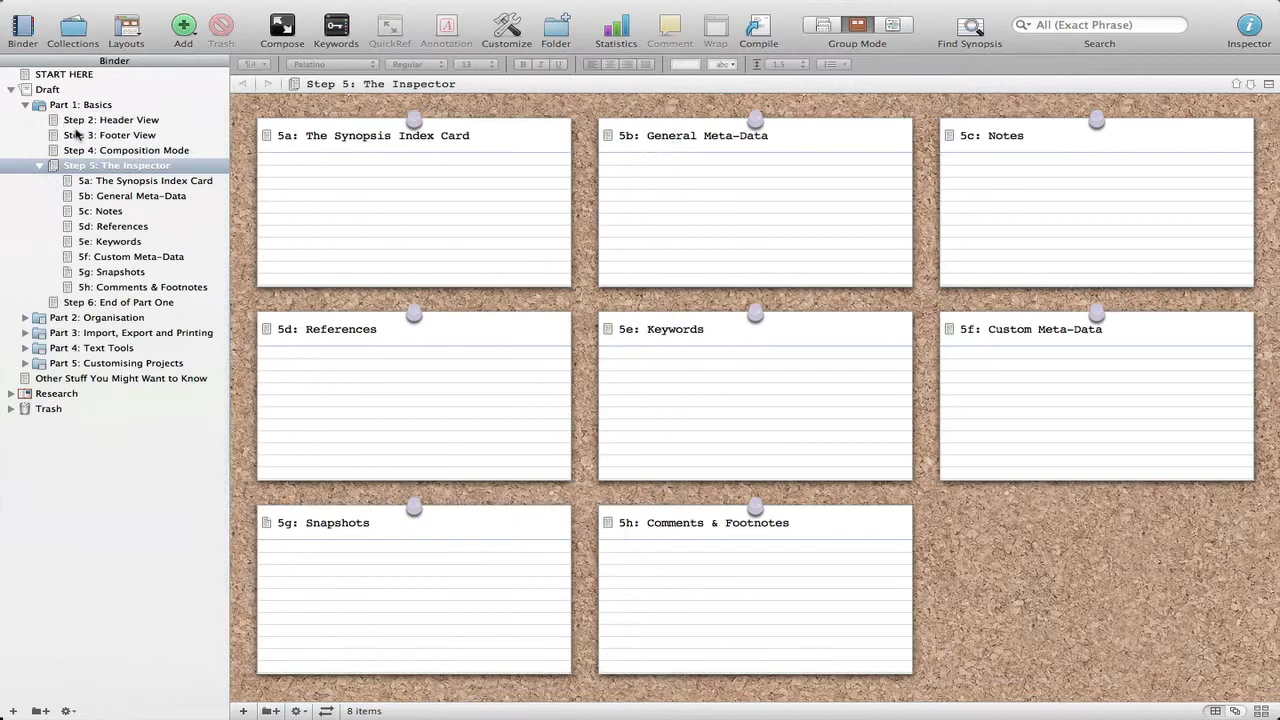 Binder Collections Layouts Add Trash Compose Keywords QuickRef Annotation Customize Folder Statistics Comment Wrap Compile Group Mode Find Synopsis All (Exact Phrase) Search Inspector
Binder
¶a Palatino Regular 13 B I U abc 1.5
START HERE
Draft
Part 1: Basics
Step 2: Header View
Step 3: Footer View
Step 4: Composition Mode
Step 5: The Inspector
5a: The Synopsis Index Card
5b: General Meta-Data
5c: Notes
5d: References
5e: Keywords
5f: Custom Meta-Data
5g: Snapshots
5h: Comments & Footnotes
Step 6: End of Part One
Part 2: Organisation
Part 3: Import, Export and Printing
Part 4: Text Tools
Part 5: Customising Projects
Other Stuff You Might Want to Know
Research
Trash
Step 5: The Inspector
5a: The Synopsis Index Card
5b: General Meta-Data
5c: Notes
5d: References
5e: Keywords
5f: Custom Meta-Data
5g: Snapshots
5h: Comments & Footnotes
8 items